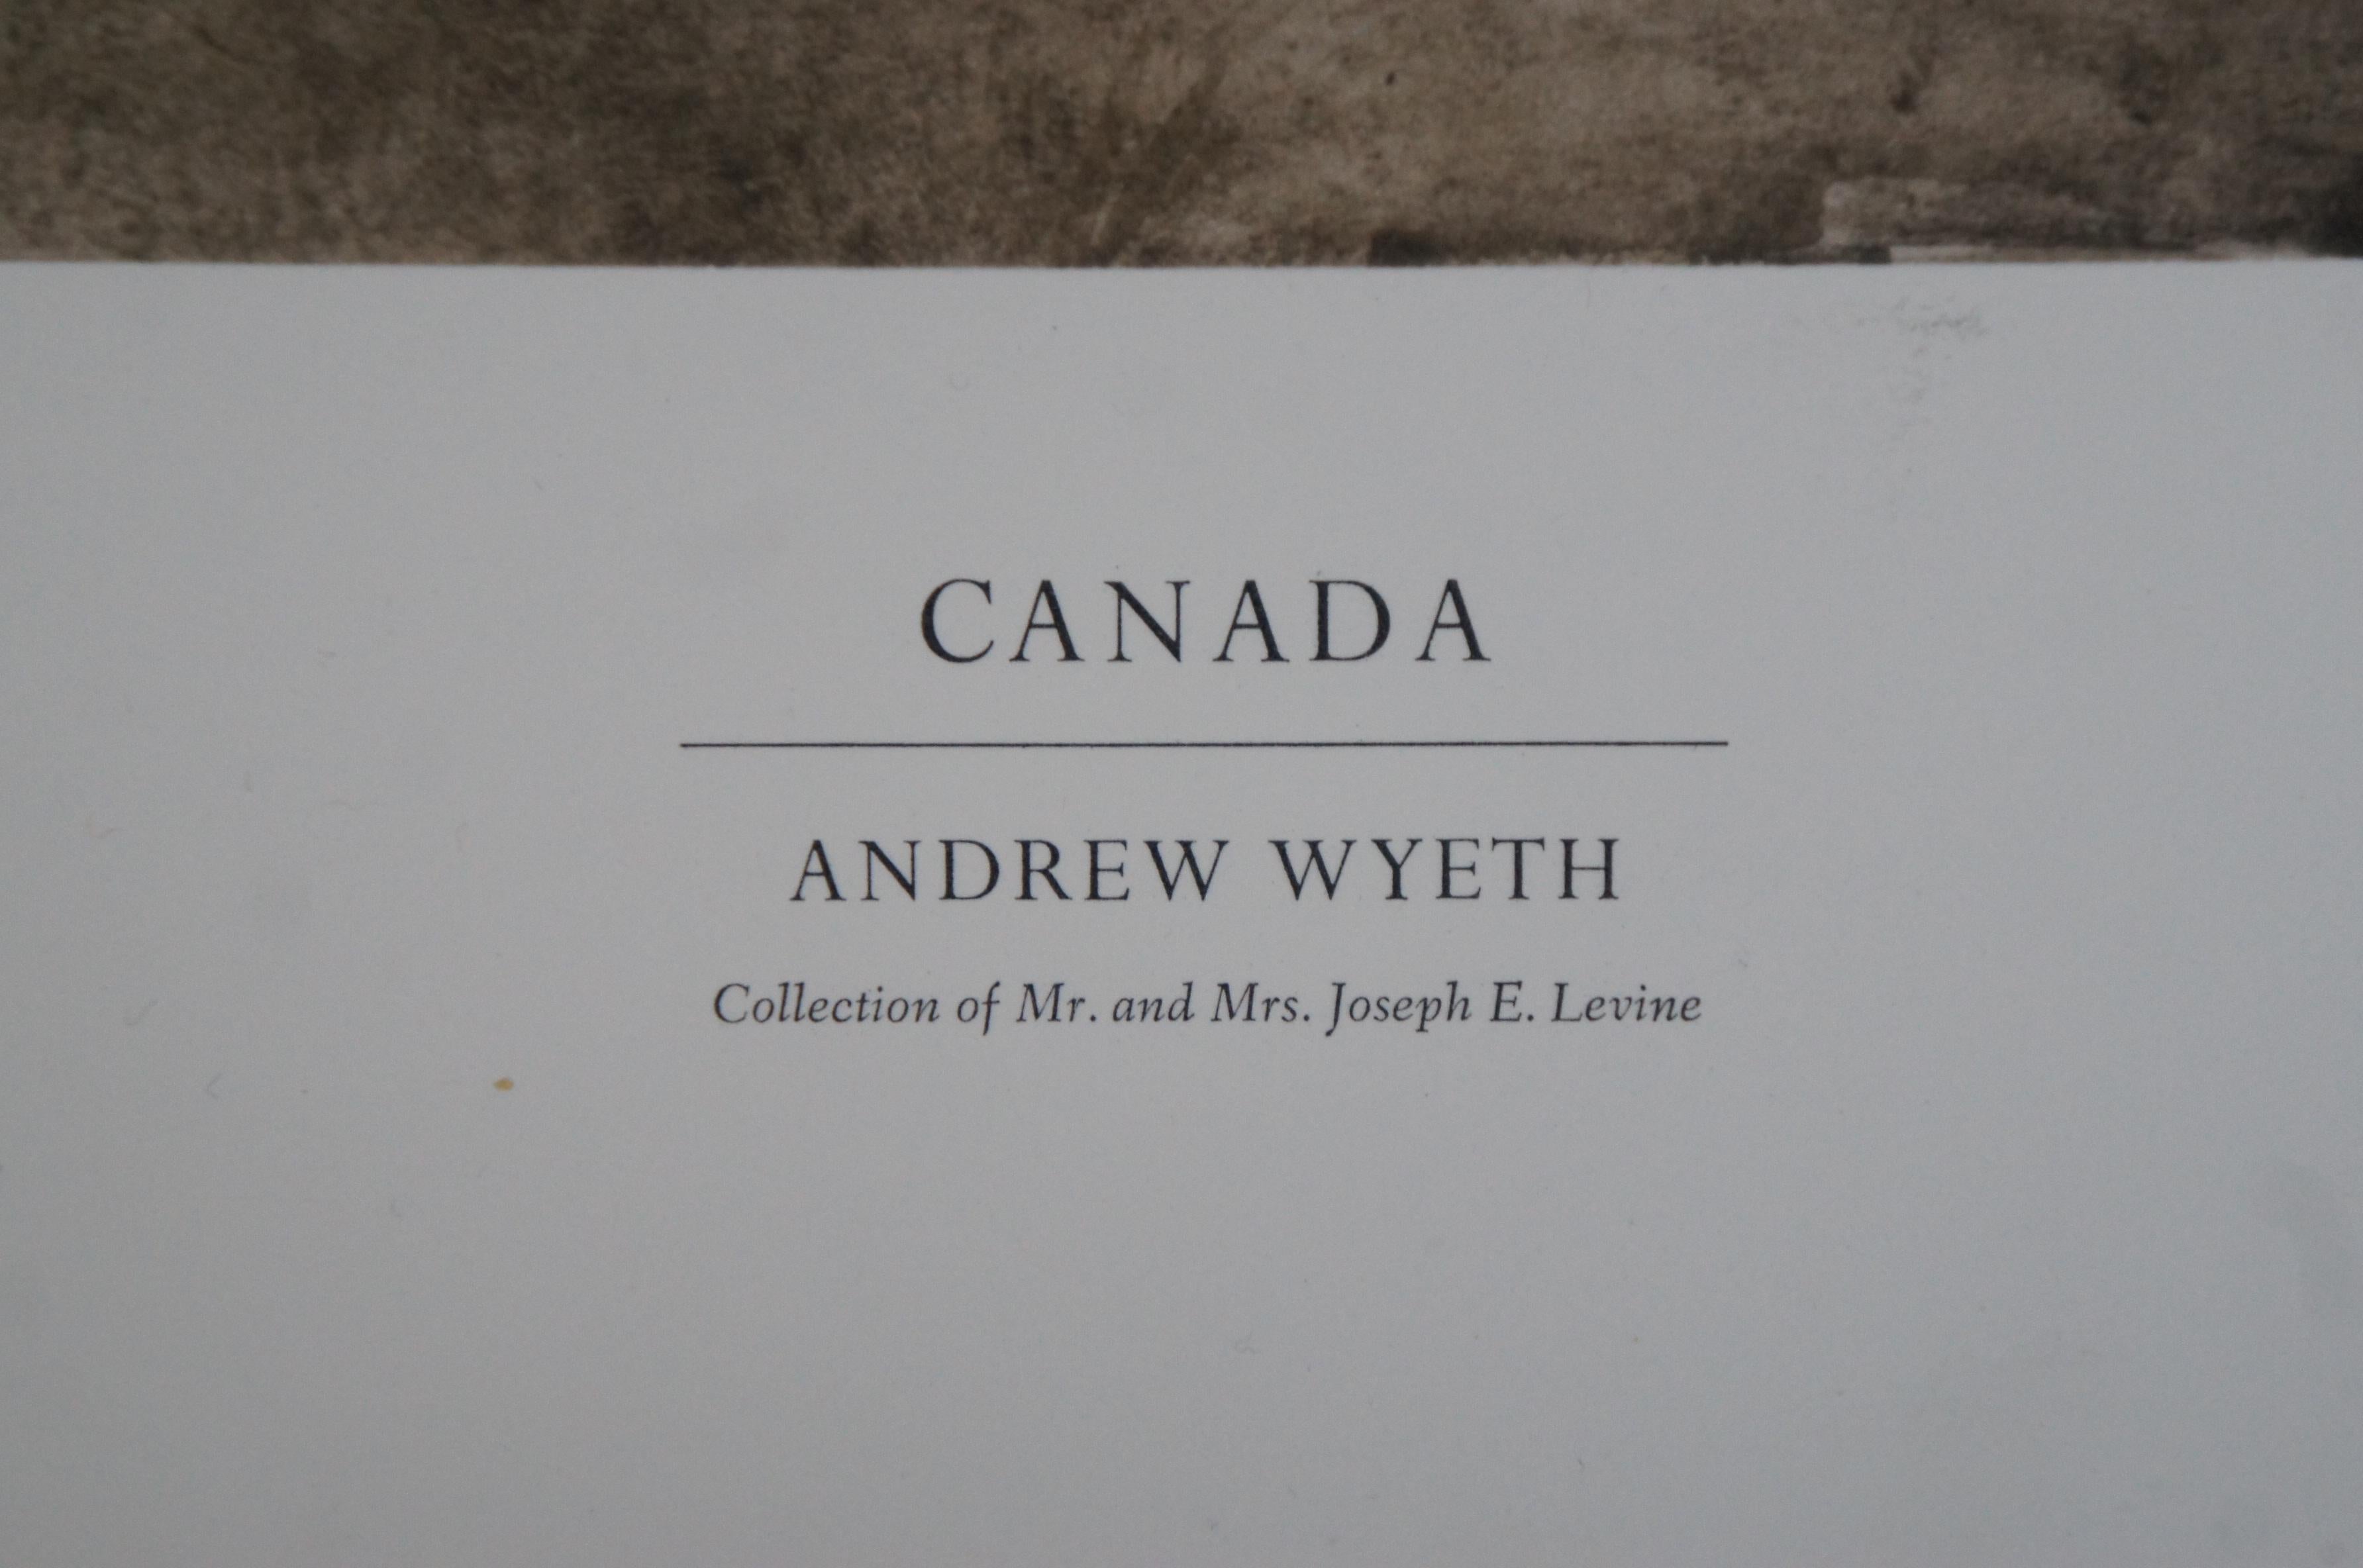 CANADA
ANDREW WYETH
Collection of Mr. and Mrs. Joseph E. Levine